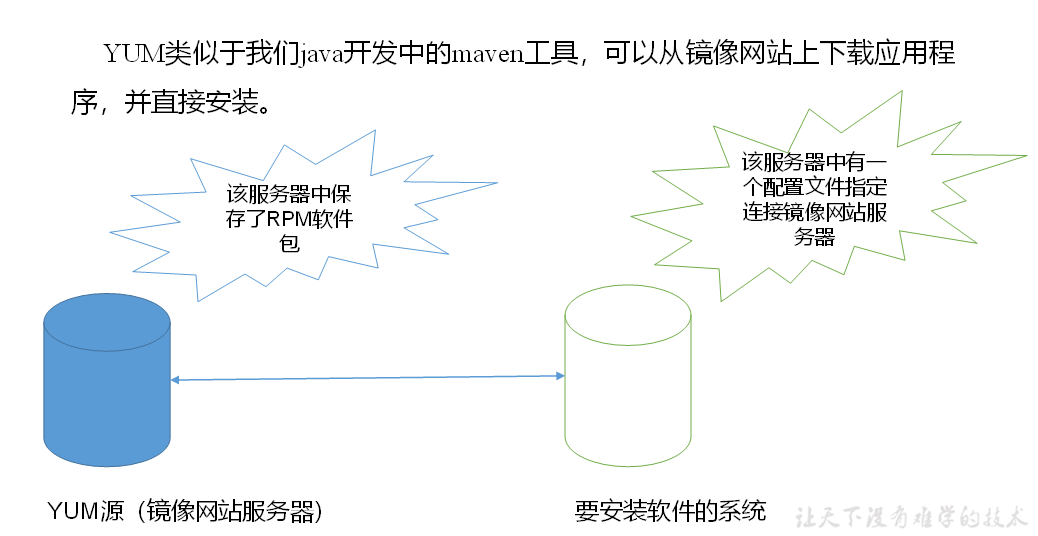 YUM类似于我们java开发中的maven工具，可以从镜像网站上下载应用程
序，并直接安装。
该服务器中保
存了RPM软件
包
该服务器中有一
个配置文件指定
连接镜像网站服
务器
YUM源（镜像网站服务器）
要安装软件的系统
让天下没有难学的技术